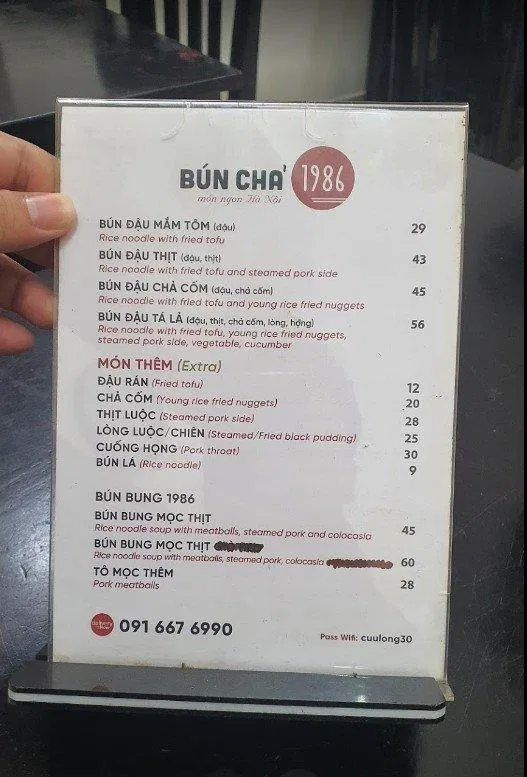 BÚN CHẢ 1986
món ngon Hà Nội
BÚN ĐẬU MẮM TÔM (đậu) 29
Rice noodle with fried tofu
BÚN ĐẬU THỊT (đậu, thịt) 43
Rice noodle with fried tofu and steamed pork side
BÚN ĐẬU CHẢ CỐM (đậu, chả cốm) 45
Rice noodle with fried tofu and young rice fried nuggets
BÚN ĐẬU TÁ LẢ (đậu, thịt, chả cốm, lòng, họng) 56
Rice noodle with fried tofu, young rice fried nuggets,
steamed pork side, vegetable, cucumber
MÓN THÊM (Extra)
ĐẬU RÁN (Fried tofu) 12
CHẢ CỐM (Young rice fried nuggets) 20
THỊT LUỘC (Steamed pork side) 28
LÒNG LUỘC/CHIÊN (Steamed/Fried black pudding) 25
CUỐNG HỌNG (Pork throat) 30
BÚN LÁ (Rice noodle) 9
BÚN BUNG 1986
BÚN BUNG MỌC THỊT
Rice noodle soup with meatballs, steamed pork and colocasia 45
BÚN BUNG MỌC THỊT
Rice noodle soup with meatballs, steamed pork, colocasia 60
TÔ MỌC THÊM 28
Pork meatballs
delivery now 091 667 6990
Pass Wifi: cuulong30